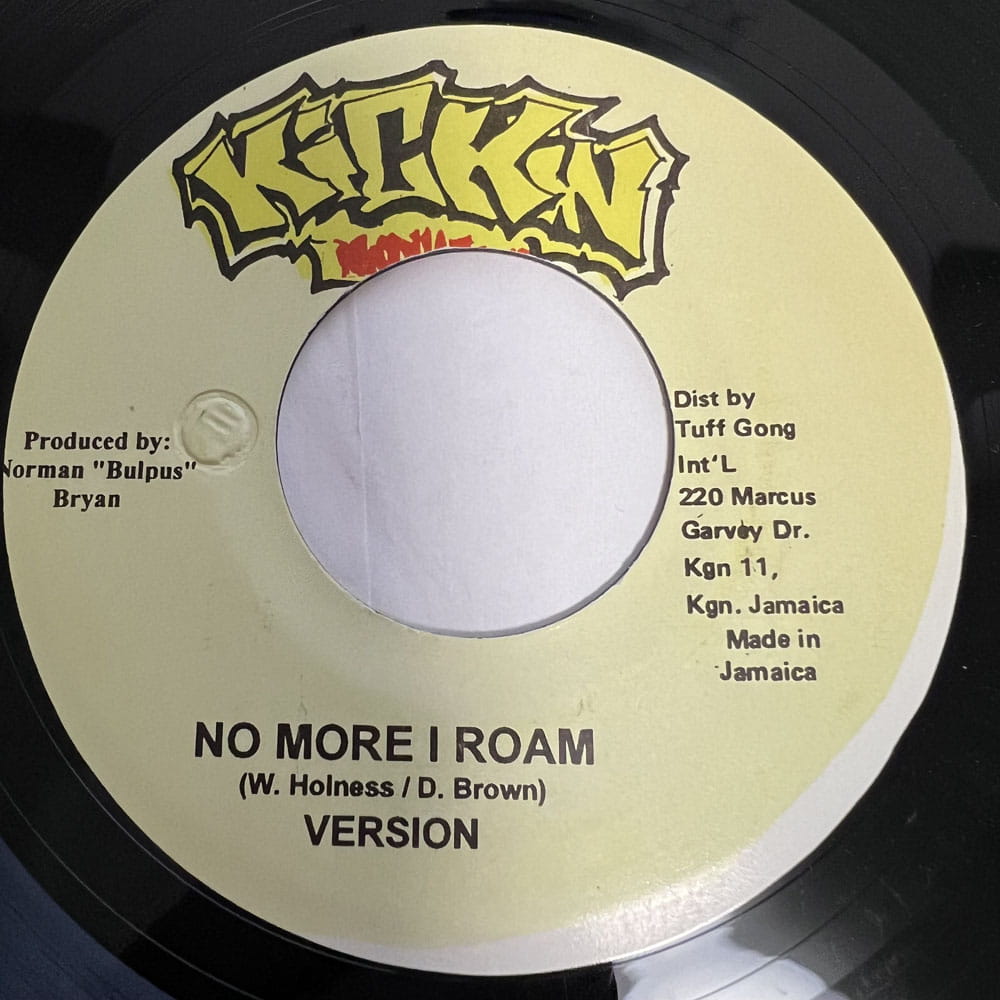 KiCKiN
Produced by:
Norman "Bulpus"
Bryan
Dist by
Tuff Gong
Int'L
220 Marcus
Garvey Dr.
Kgn 11,
Kgn. Jamaica
Made in
Jamaica
NO MORE I ROAM
(W. Holness / D. Brown)
VERSION